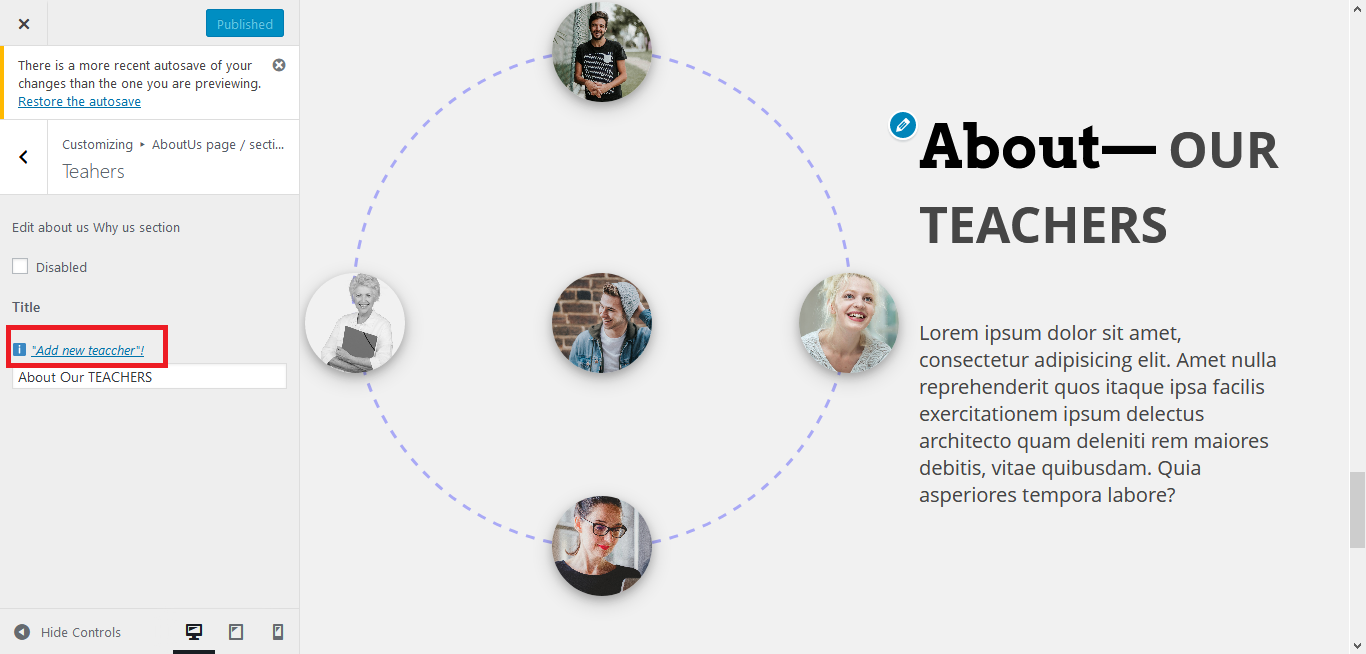 Published
There is a more recent autosave of your
changes than the one you are previewing.
Restore the autosave
Customizing ▸ AboutUs page / secti...
Teahers
Edit about us Why us section
Disabled
Title
i "Add new teaccher"!
About Our TEACHERS
Hide Controls
About— OUR
TEACHERS
Lorem ipsum dolor sit amet,
consectetur adipisicing elit. Amet nulla
reprehenderit quos itaque ipsa facilis
exercitationem ipsum delectus
architecto quam deleniti rem maiores
debitis, vitae quibusdam. Quia
asperiores tempora labore?